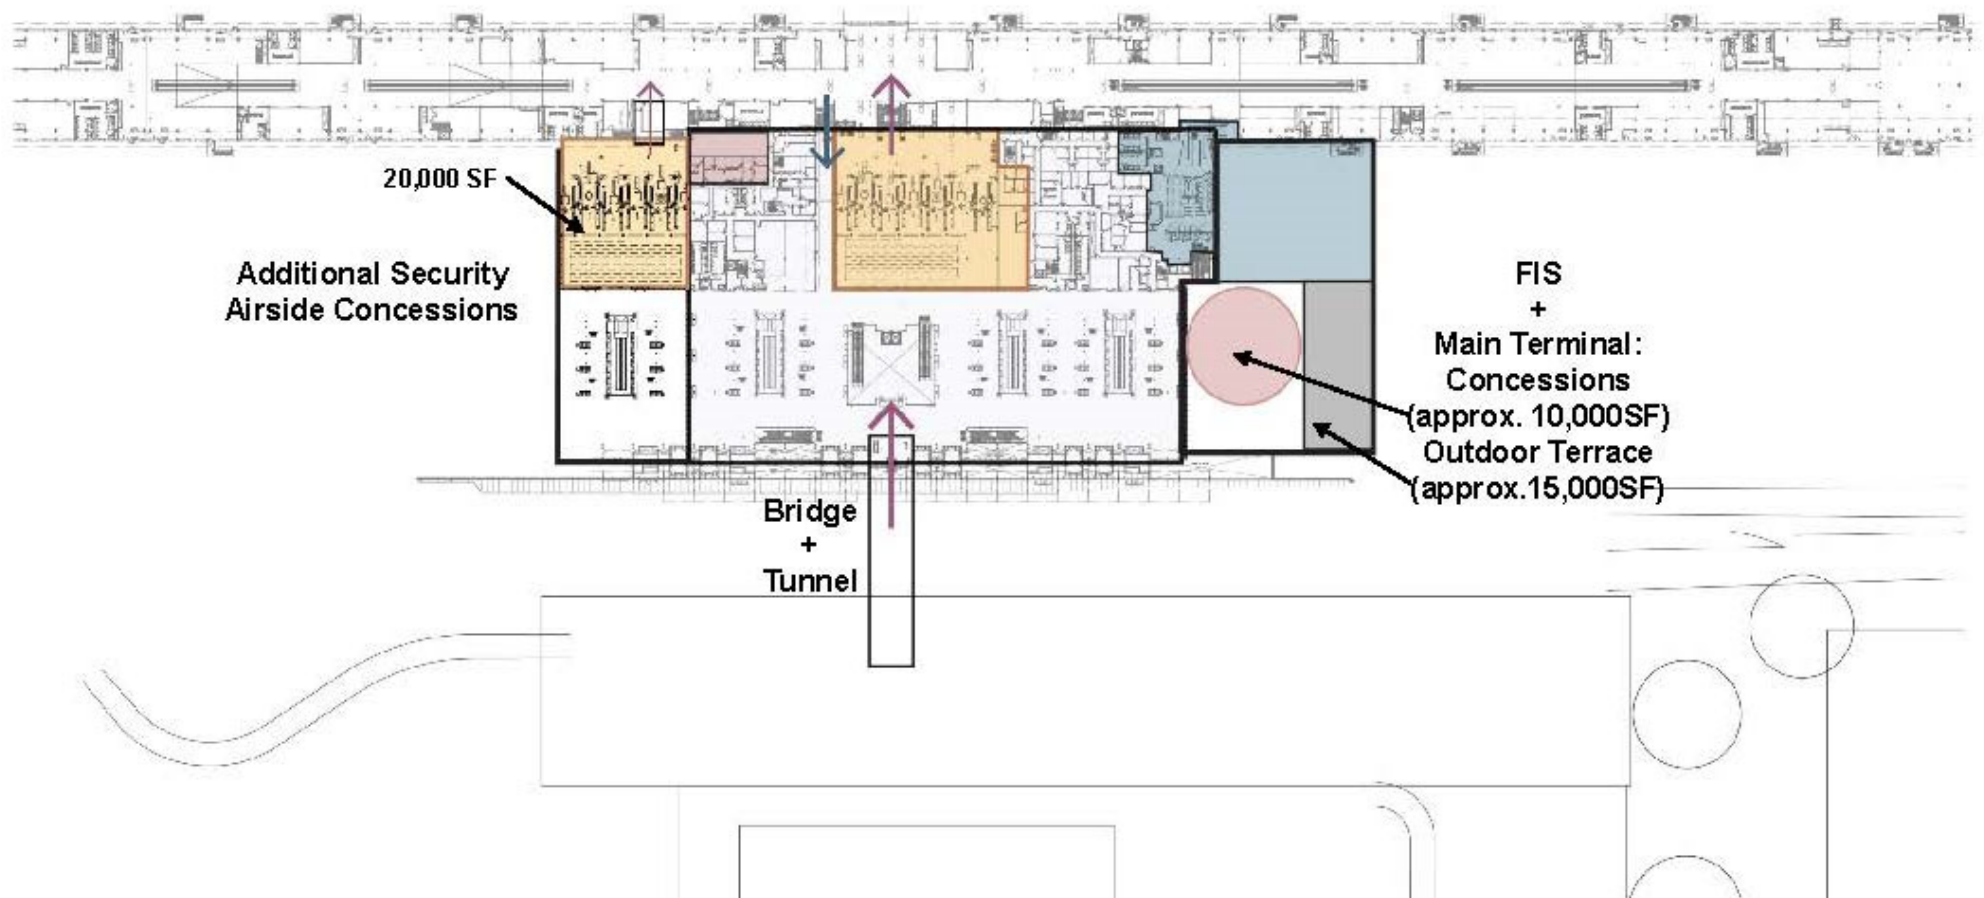 20,000 SF
Additional Security
Airside Concessions
FIS
+
Main Terminal:
Concessions
(approx. 10,000SF)
Outdoor Terrace
(approx.15,000SF)
Bridge
+
Tunnel